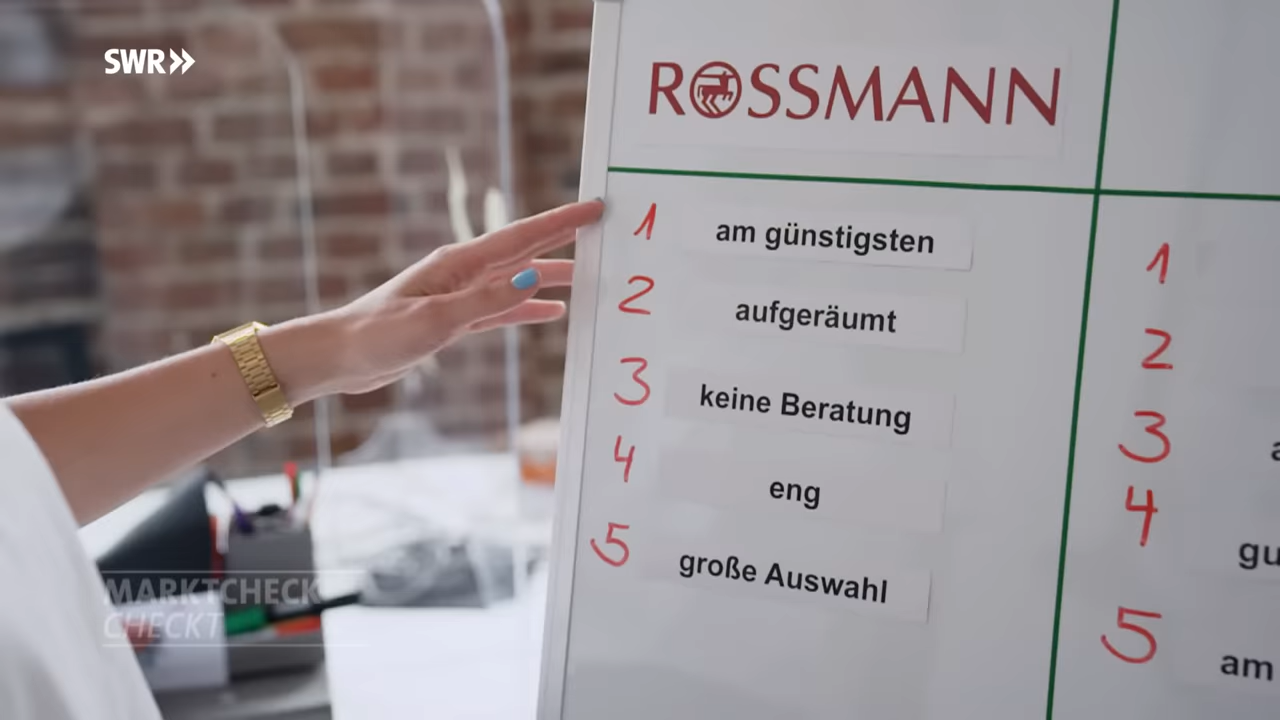 SWR
ROSSMANN
1 am günstigsten
2 aufgeräumt
3 keine Beratung
4 eng
5 große Auswahl
1
2
3
4
5 am
MARKTCHECK
CHECKT